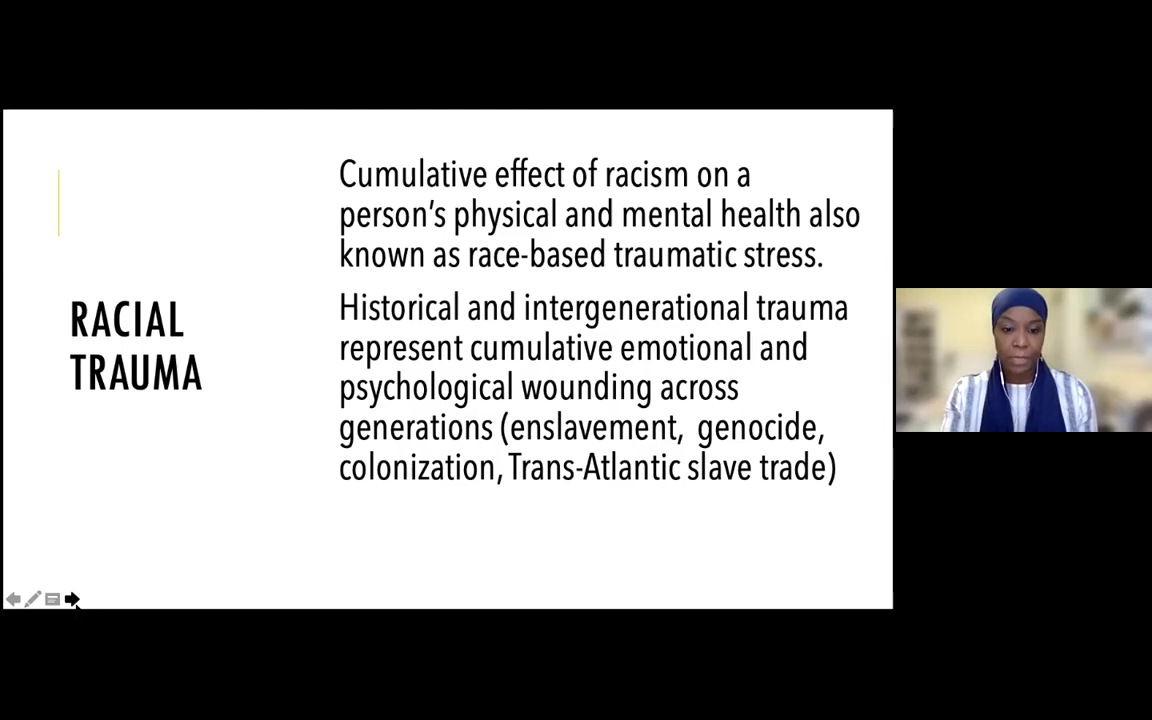 RACIAL
TRAUMA
Cumulative effect of racism on a
person’s physical and mental health also
known as race-based traumatic stress.
Historical and intergenerational trauma
represent cumulative emotional and
psychological wounding across
generations (enslavement,  genocide,
colonization, Trans-Atlantic slave trade)